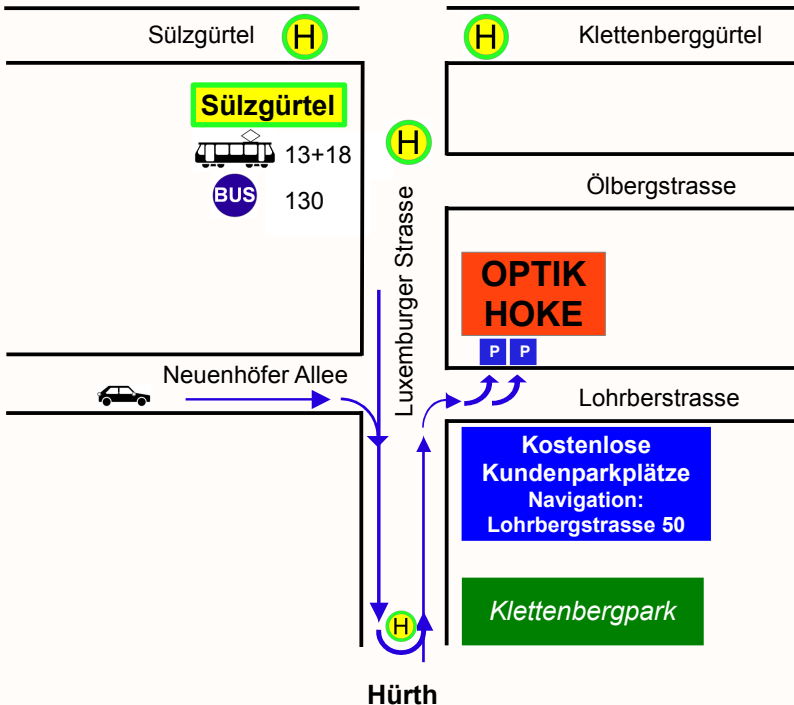 Sülzgürtel
H
H
Klettenberggürtel
Sülzgürtel
13+18
BUS
130
H
Luxemburger Strasse
Ölbergstrasse
OPTIK
HOKE
P P
Neuenhöfer Allee
Lohrberstrasse
Kostenlose
Kundenparkplätze
Navigation:
Lohrbergstrasse 50
Klettenbergpark
H
Hürth